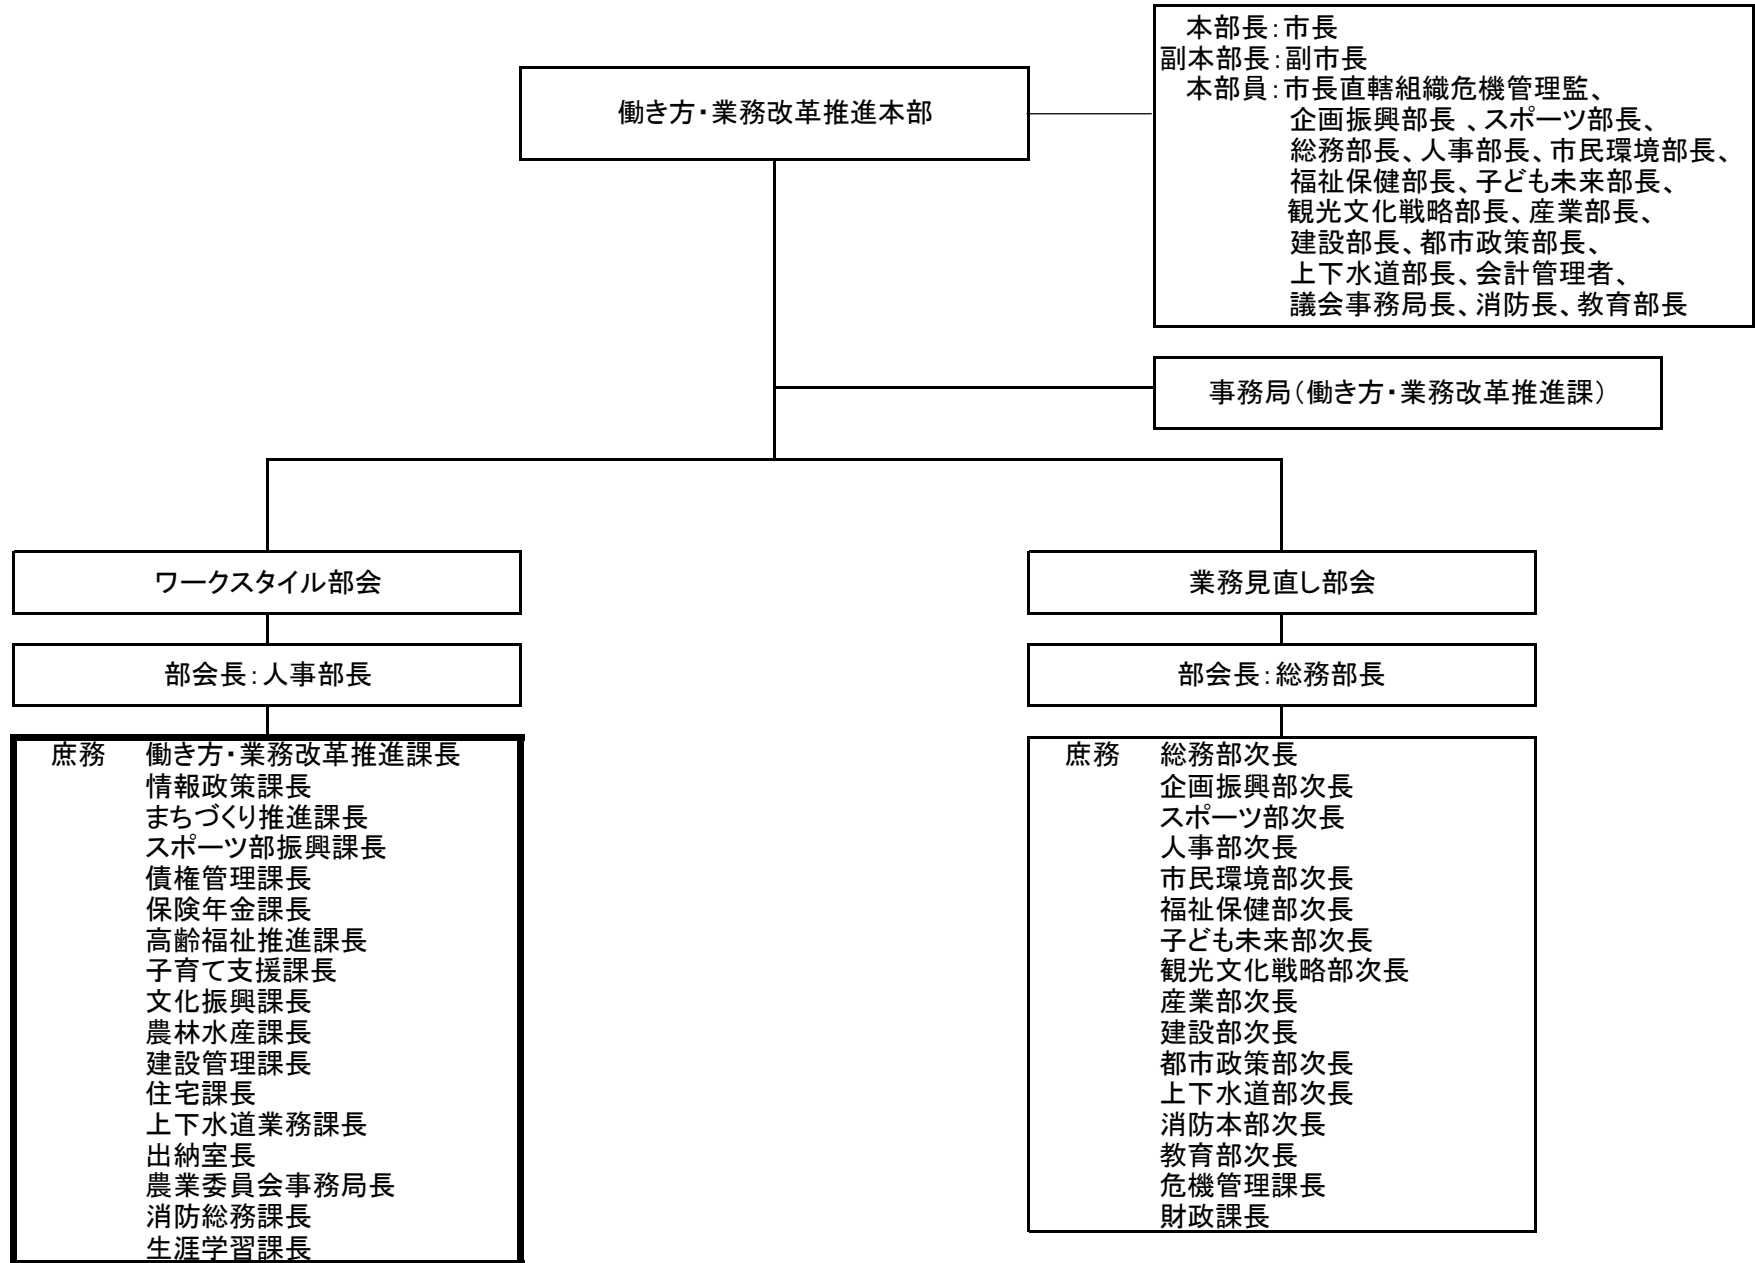 本部長：市長
副本部長：副市長
本部員：市長直轄組織危機管理監、
企画振興部長 、スポーツ部長、
総務部長、人事部長、市民環境部長、
福祉保健部長、子ども未来部長、
観光文化戦略部長、産業部長、
建設部長、都市政策部長、
上下水道部長、会計管理者、
議会事務局長、消防長、教育部長
働き方・業務改革推進本部
事務局（働き方・業務改革推進課）
ワークスタイル部会
部会長：人事部長
庶務 働き方・業務改革推進課長
情報政策課長
まちづくり推進課長
スポーツ部振興課長
債権管理課長
保険年金課長
高齢福祉推進課長
子育て支援課長
文化振興課長
農林水産課長
建設管理課長
住宅課長
上下水道業務課長
出納室長
農業委員会事務局長
消防総務課長
生涯学習課長
業務見直し部会
部会長：総務部長
庶務 総務部次長
企画振興部次長
スポーツ部次長
人事部次長
市民環境部次長
福祉保健部次長
子ども未来部次長
観光文化戦略部次長
産業部次長
建設部次長
都市政策部次長
上下水道部次長
消防本部次長
教育部次長
危機管理課長
財政課長